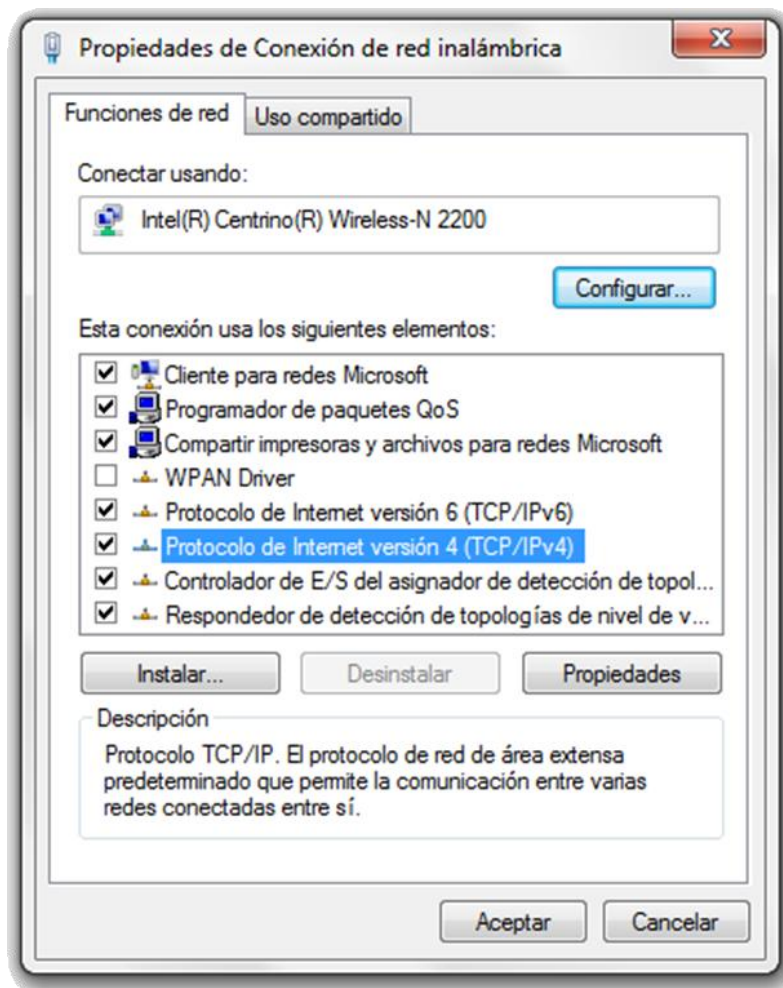 Propiedades de Conexión de red inalámbrica
Funciones de red
Uso compartido
Conectar usando:
Intel(R) Centrino(R) Wireless-N 2200
Configurar...
Esta conexión usa los siguientes elementos:
Cliente para redes Microsoft
Programador de paquetes QoS
Compartir impresoras y archivos para redes Microsoft
WPAN Driver
Protocolo de Internet versión 6 (TCP/IPv6)
Protocolo de Internet versión 4 (TCP/IPv4)
Controlador de E/S del asignador de detección de topol...
Respondedor de detección de topologías de nivel de v...
Instalar...
Desinstalar
Propiedades
Descripción
Protocolo TCP/IP. El protocolo de red de área extensa
predeterminado que permite la comunicación entre varias
redes conectadas entre sí.
Aceptar
Cancelar